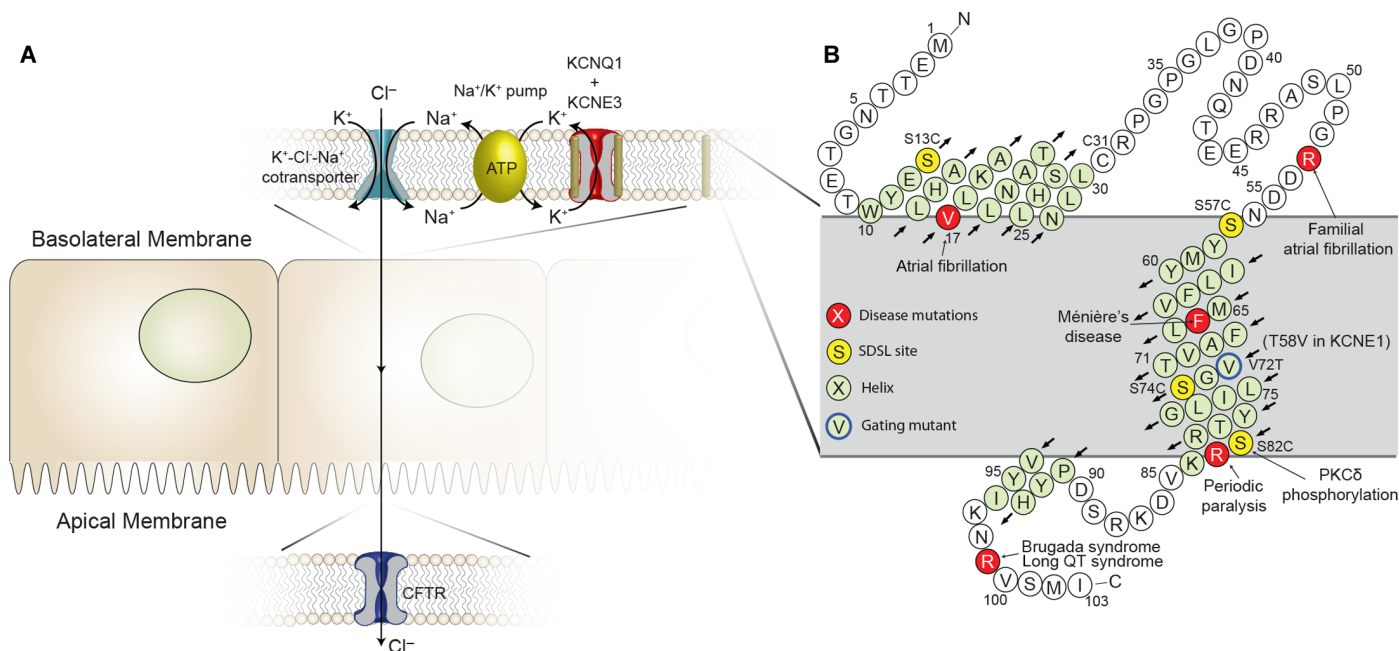 A
Cl⁻
K⁺
Na⁺
Na⁺/K⁺ pump
K⁺
KCNQ1
+
KCNE3
K⁺-Cl⁻-Na⁺
cotransporter
ATP
Na⁺
K⁺
Basolateral Membrane
Apical Membrane
CFTR
Cl⁻
B
N
1
M E T T N G T E T
5
W Y E S
S13C
10
L H A
V L K A
17
L N A T
25
L H S
N L L
30
C31
C R P G P G L G P D N Q T E E R R A S L P G R D D N
35
40
45
50
55
Atrial fibrillation
Familial
atrial fibrillation
S57C
S
Y M Y
60
I L F V
M F L
65
Ménière's
disease
F A V T
71
(T58V in KCNE1)
V72T
V G S
S74C
L I L G
75
Y T R
S R K
S82C
PKCδ
phosphorylation
Periodic
paralysis
V D K R S D
85
90
P Y H
V Y I
95
K N R V S M I
C
100
103
Brugada syndrome
Long QT syndrome
X Disease mutations
S SDSL site
X Helix
V Gating mutant